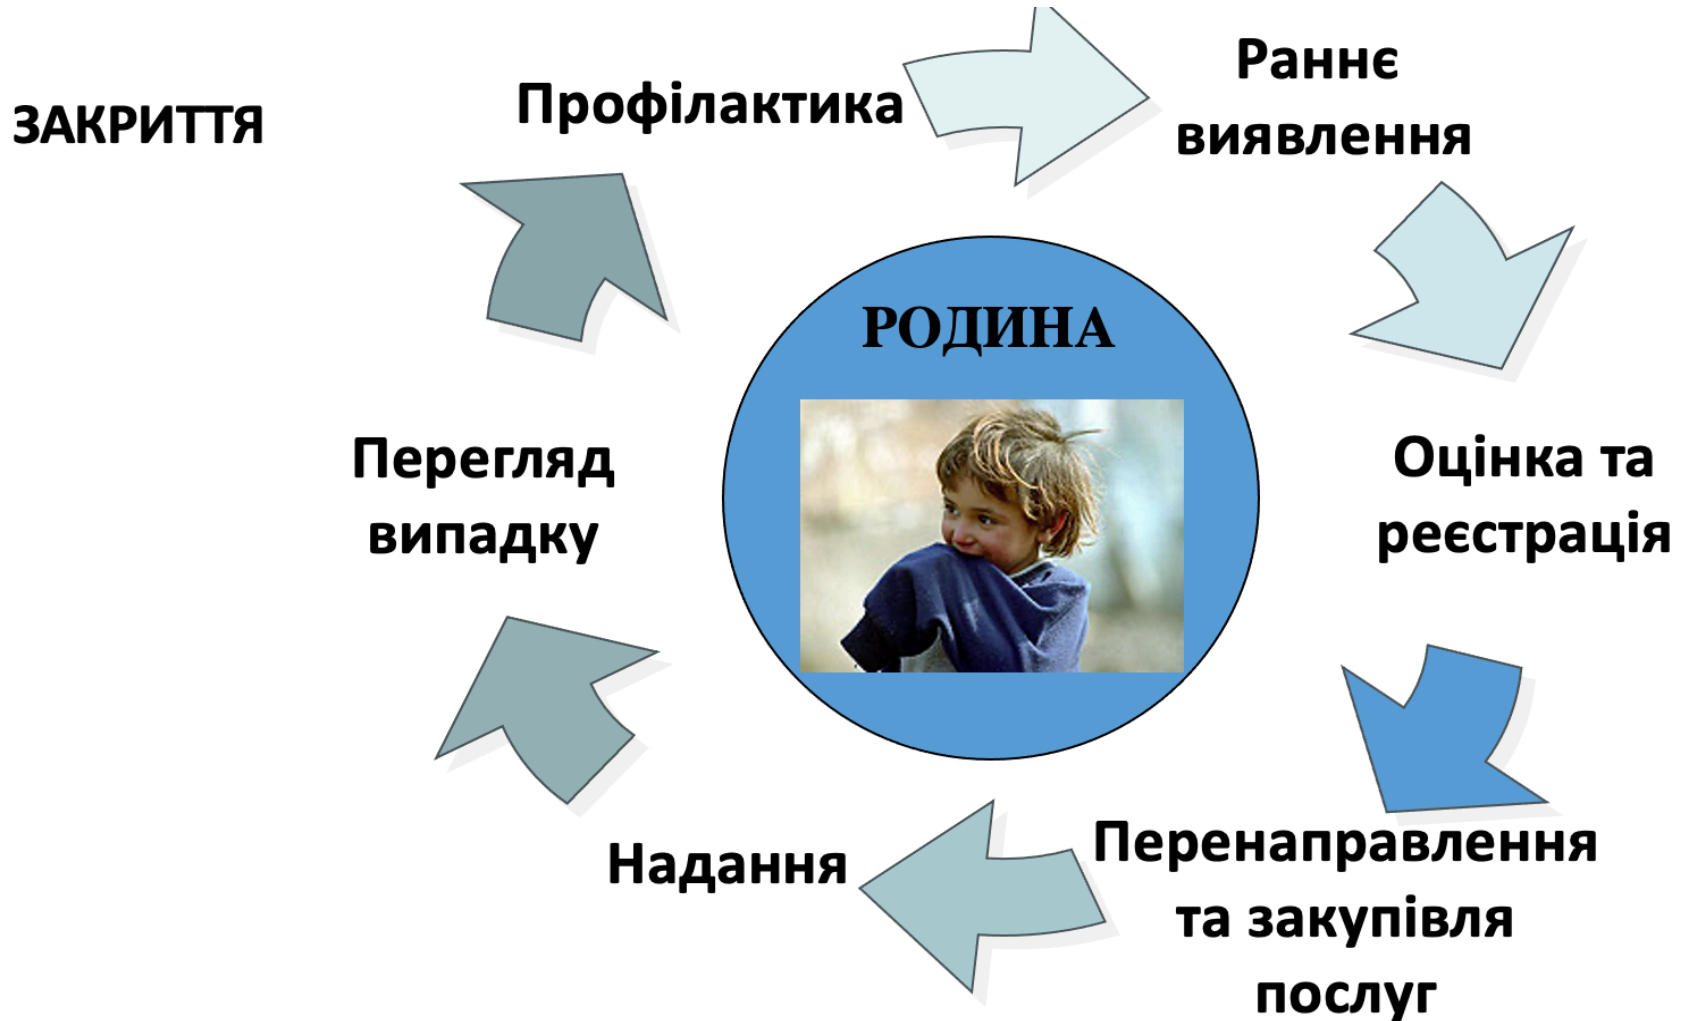 ЗАКРИТТЯ
Профілактика
Раннє
виявлення
РОДИНА
Оцінка та
реєстрація
Перенаправлення
та закупівля
послуг
Надання
Перегляд
випадку